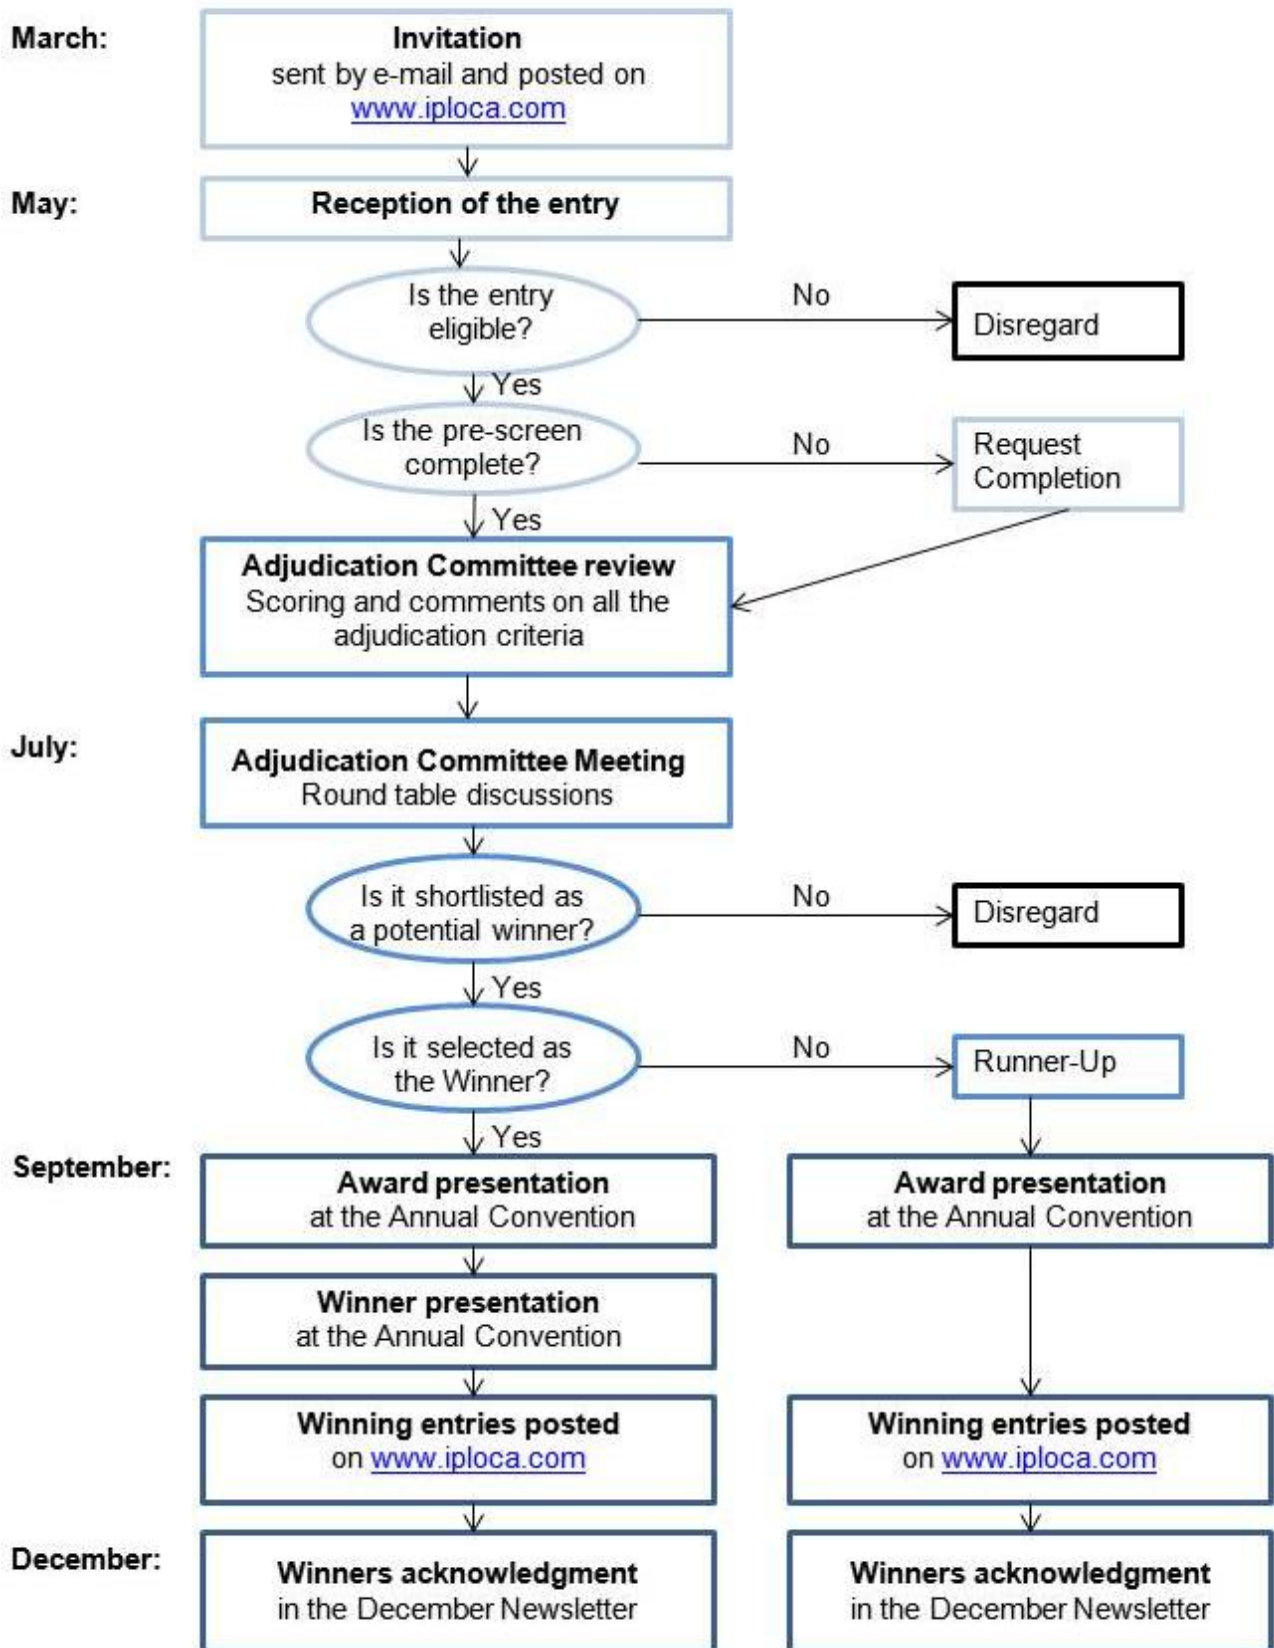 March:
Invitation
sent by e-mail and posted on
www.iploca.com
May:
Reception of the entry
Is the entry
eligible?
No
Disregard
Yes
Is the pre-screen
complete?
No
Request
Completion
Yes
Adjudication Committee review
Scoring and comments on all the
adjudication criteria
July:
Adjudication Committee Meeting
Round table discussions
Is it shortlisted as
a potential winner?
No
Disregard
Yes
Is it selected as
the Winner?
No
Runner-Up
Yes
September:
Award presentation
at the Annual Convention
Award presentation
at the Annual Convention
Winner presentation
at the Annual Convention
Winning entries posted
on www.iploca.com
Winning entries posted
on www.iploca.com
December:
Winners acknowledgment
in the December Newsletter
Winners acknowledgment
in the December Newsletter